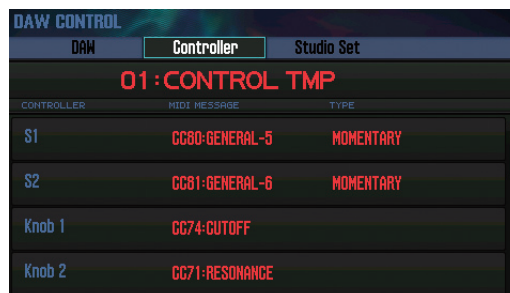 DAW CONTROL
DAW Controller Studio Set
01:CONTROL TMP
CONTROLLER MIDI MESSAGE TYPE
S1 CC80:GENERAL-5 MOMENTARY
S2 CC81:GENERAL-6 MOMENTARY
Knob 1 CC74:CUTOFF
Knob 2 CC71:RESONANCE